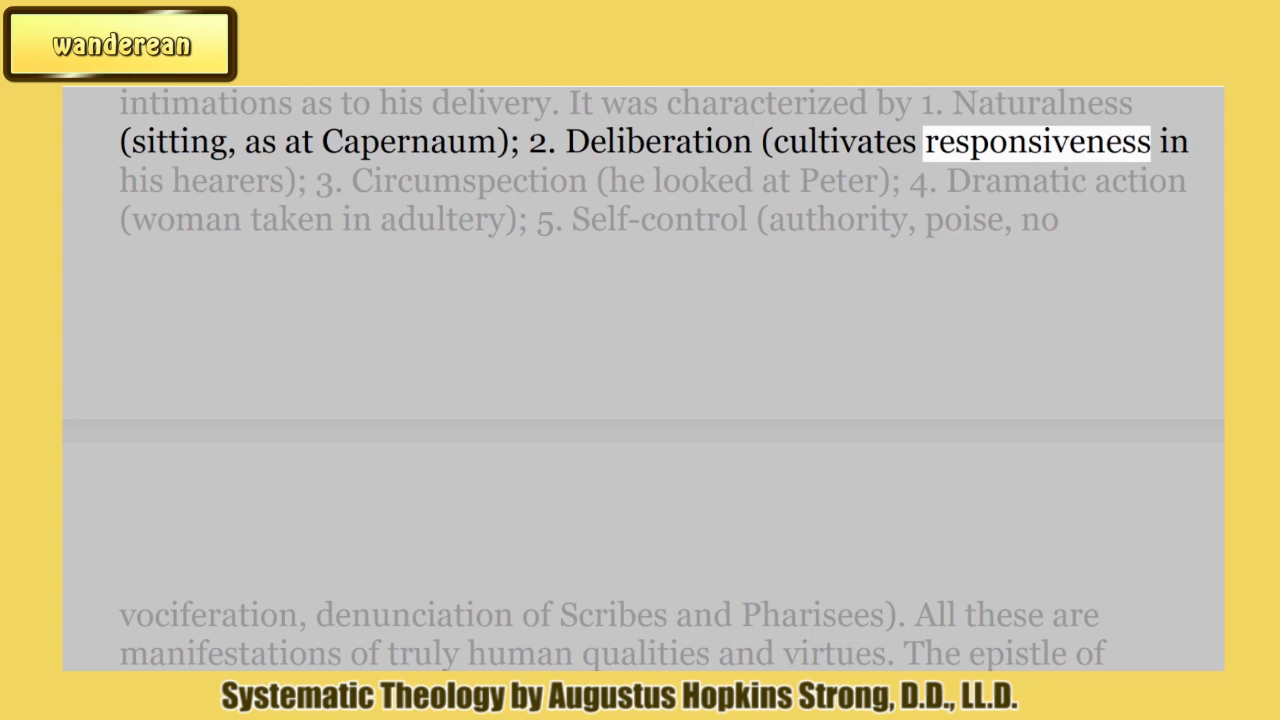 wanderean
intimations as to his delivery. It was characterized by 1. Naturalness
(sitting, as at Capernaum); 2. Deliberation (cultivates responsiveness in
his hearers); 3. Circumspection (he looked at Peter); 4. Dramatic action
(woman taken in adultery); 5. Self-control (authority, poise, no
vociferation, denunciation of Scribes and Pharisees). All these are
manifestations of truly human qualities and virtues. The epistle of
Systematic Theology by Augustus Hopkins Strong, D.D., LL.D.